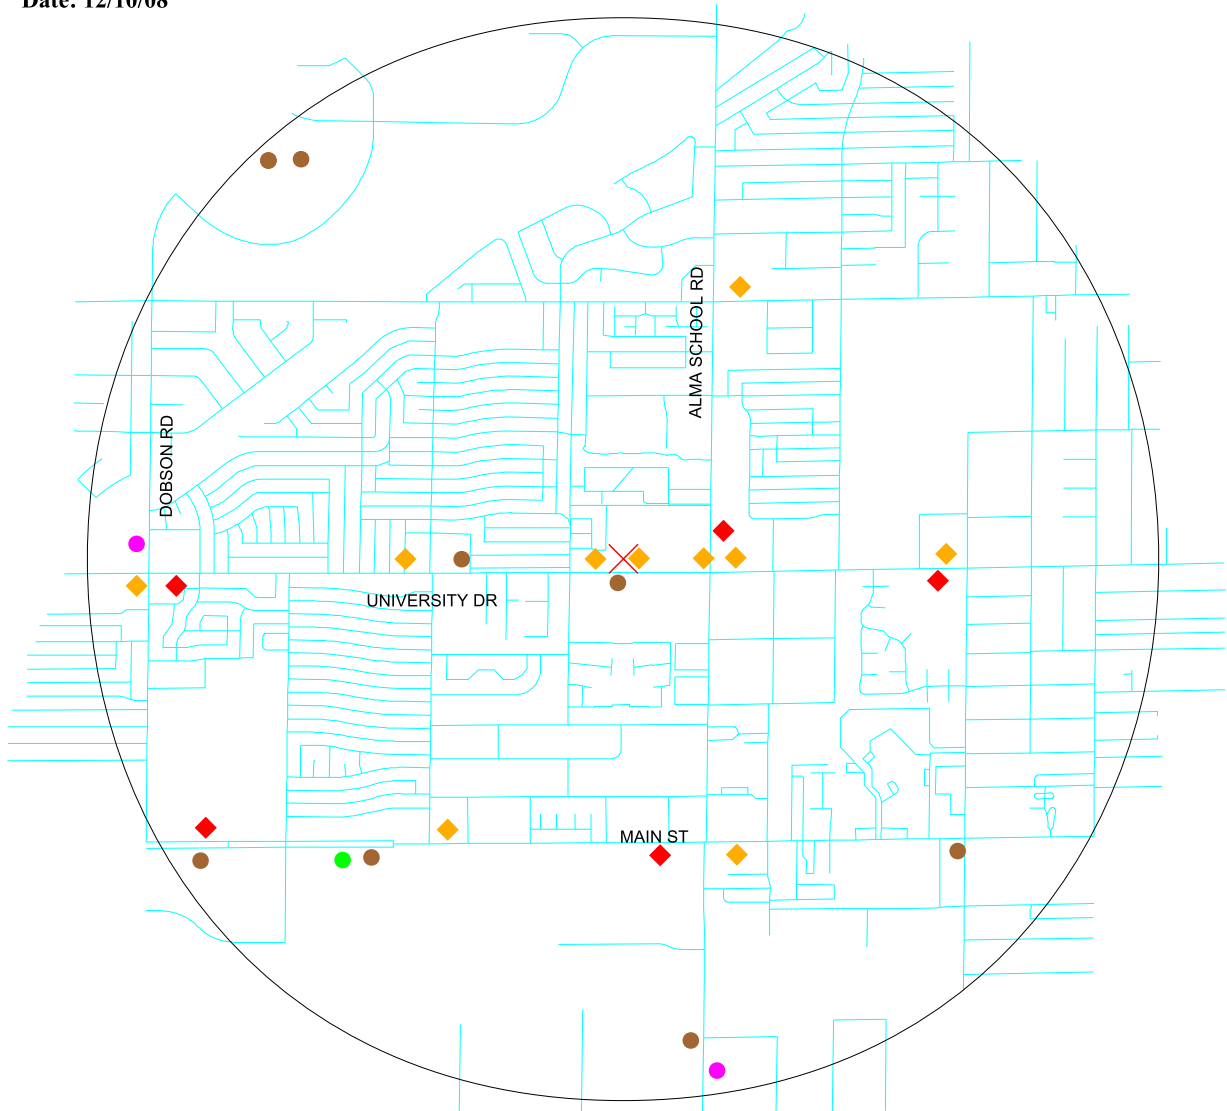 Date: 12/10/08
ALMA SCHOOL RD
DOBSON RD
UNIVERSITY DR
MAIN ST